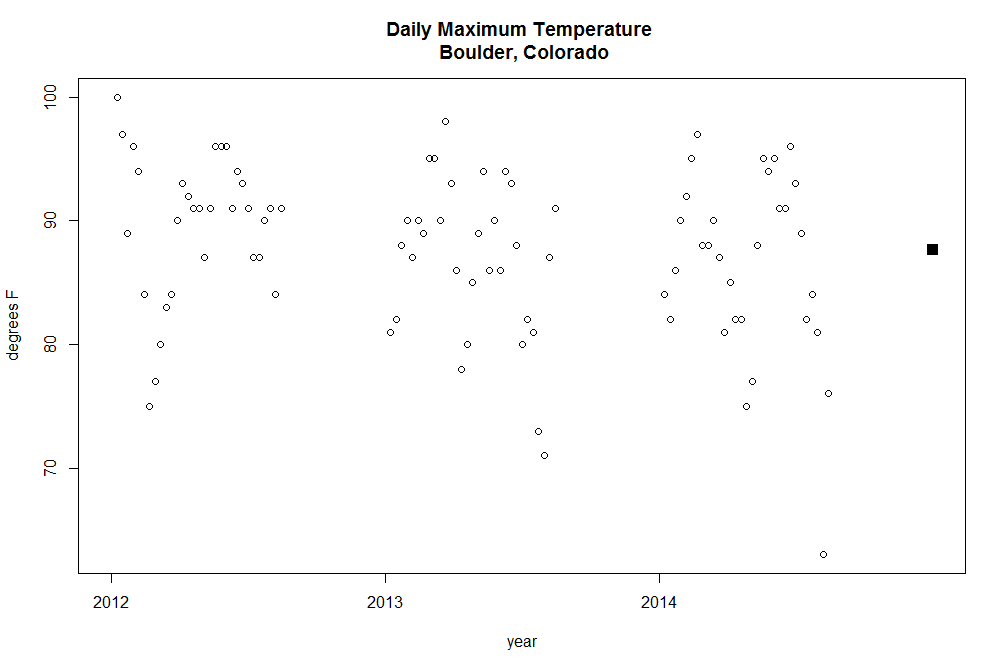 Daily Maximum Temperature
Boulder, Colorado
100
90
80
70
degrees F
2012
2013
2014
year